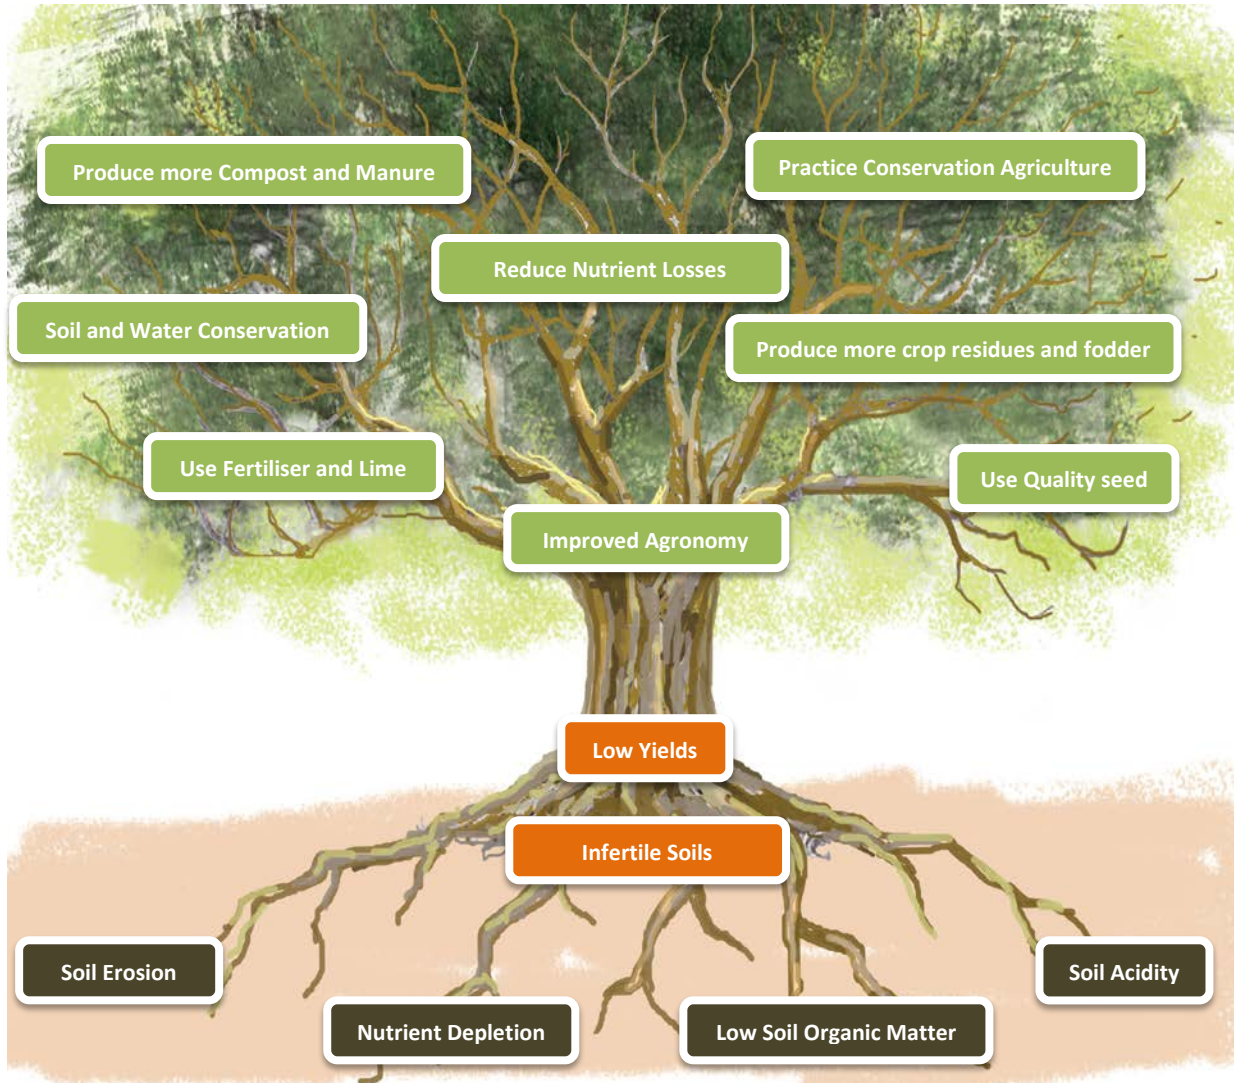 Produce more Compost and Manure
Practice Conservation Agriculture
Reduce Nutrient Losses
Soil and Water Conservation
Produce more crop residues and fodder
Use Fertiliser and Lime
Use Quality seed
Improved Agronomy
Low Yields
Infertile Soils
Soil Erosion
Soil Acidity
Nutrient Depletion
Low Soil Organic Matter